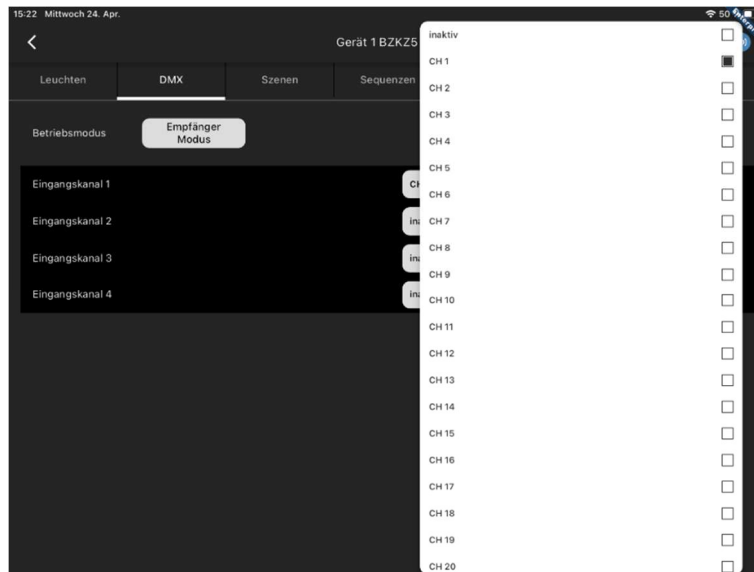 15:22 Mittwoch 24. Apr.
50
Gerät 1 BZKZ5
Leuchten
DMX
Szenen
Sequenzen
Betriebsmodus
Empfänger
Modus
Eingangskanal 1
Eingangskanal 2
Eingangskanal 3
Eingangskanal 4
inaktiv
CH 1
CH 2
CH 3
CH 4
CH 5
CH 6
CH 7
CH 8
CH 9
CH 10
CH 11
CH 12
CH 13
CH 14
CH 15
CH 16
CH 17
CH 18
CH 19
CH 20